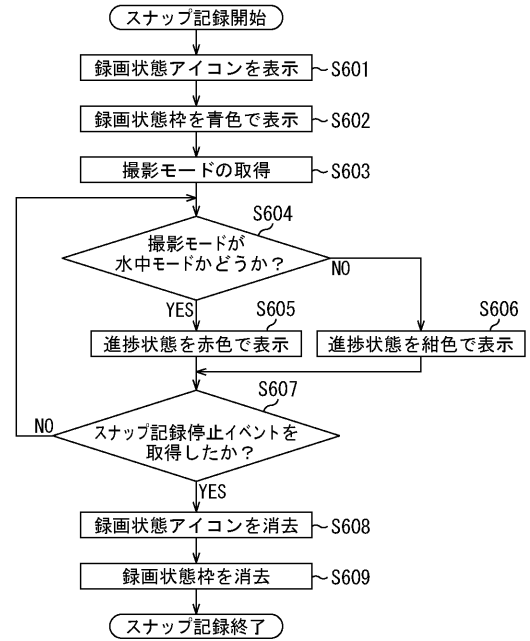 スナップ記録開始
録画状態アイコンを表示
S601
録画状態枠を青色で表示
S602
撮影モードの取得
S603
S604
撮影モードが
水中モードかどうか？
NO
YES
S605
S606
進捗状態を赤色で表示
進捗状態を紺色で表示
S607
NO
スナップ記録停止イベントを
取得したか？
YES
録画状態アイコンを消去
S608
録画状態枠を消去
S609
スナップ記録終了